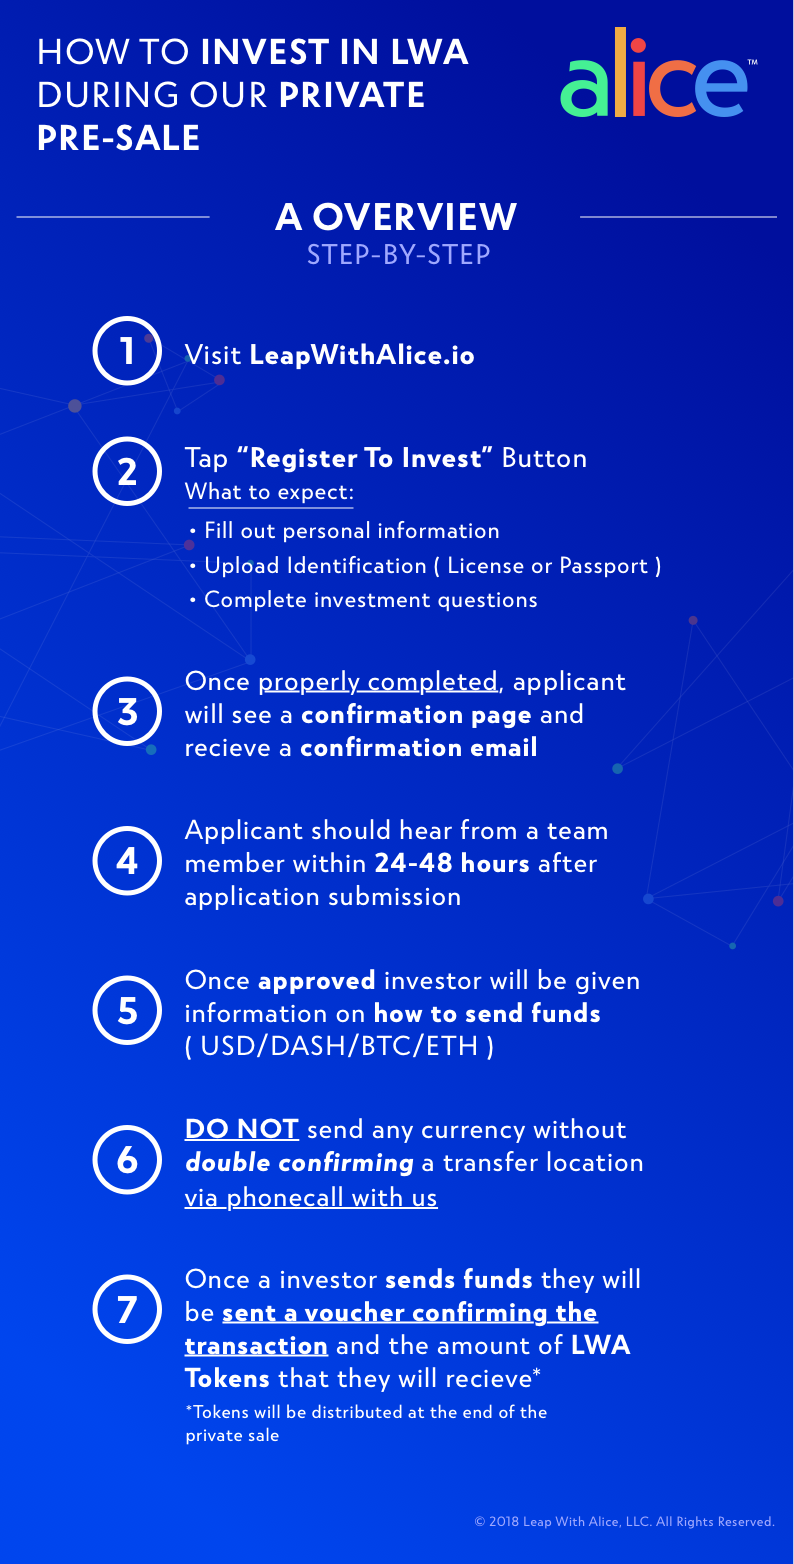 HOW TO INVEST IN LWA
DURING OUR PRIVATE
PRE-SALE
alice™
A OVERVIEW
STEP-BY-STEP
1
Visit LeapWithAlice.io
2
Tap “Register To Invest” Button
What to expect:
• Fill out personal information
• Upload Identification ( License or Passport )
• Complete investment questions
3
Once properly completed, applicant
will see a confirmation page and
recieve a confirmation email
4
Applicant should hear from a team
member within 24-48 hours after
application submission
5
Once approved investor will be given
information on how to send funds
( USD/DASH/BTC/ETH )
6
DO NOT send any currency without
double confirming a transfer location
via phonecall with us
7
Once a investor sends funds they will
be sent a voucher confirming the
transaction and the amount of LWA
Tokens that they will recieve*
*Tokens will be distributed at the end of the
private sale
© 2018 Leap With Alice, LLC. All Rights Reserved.